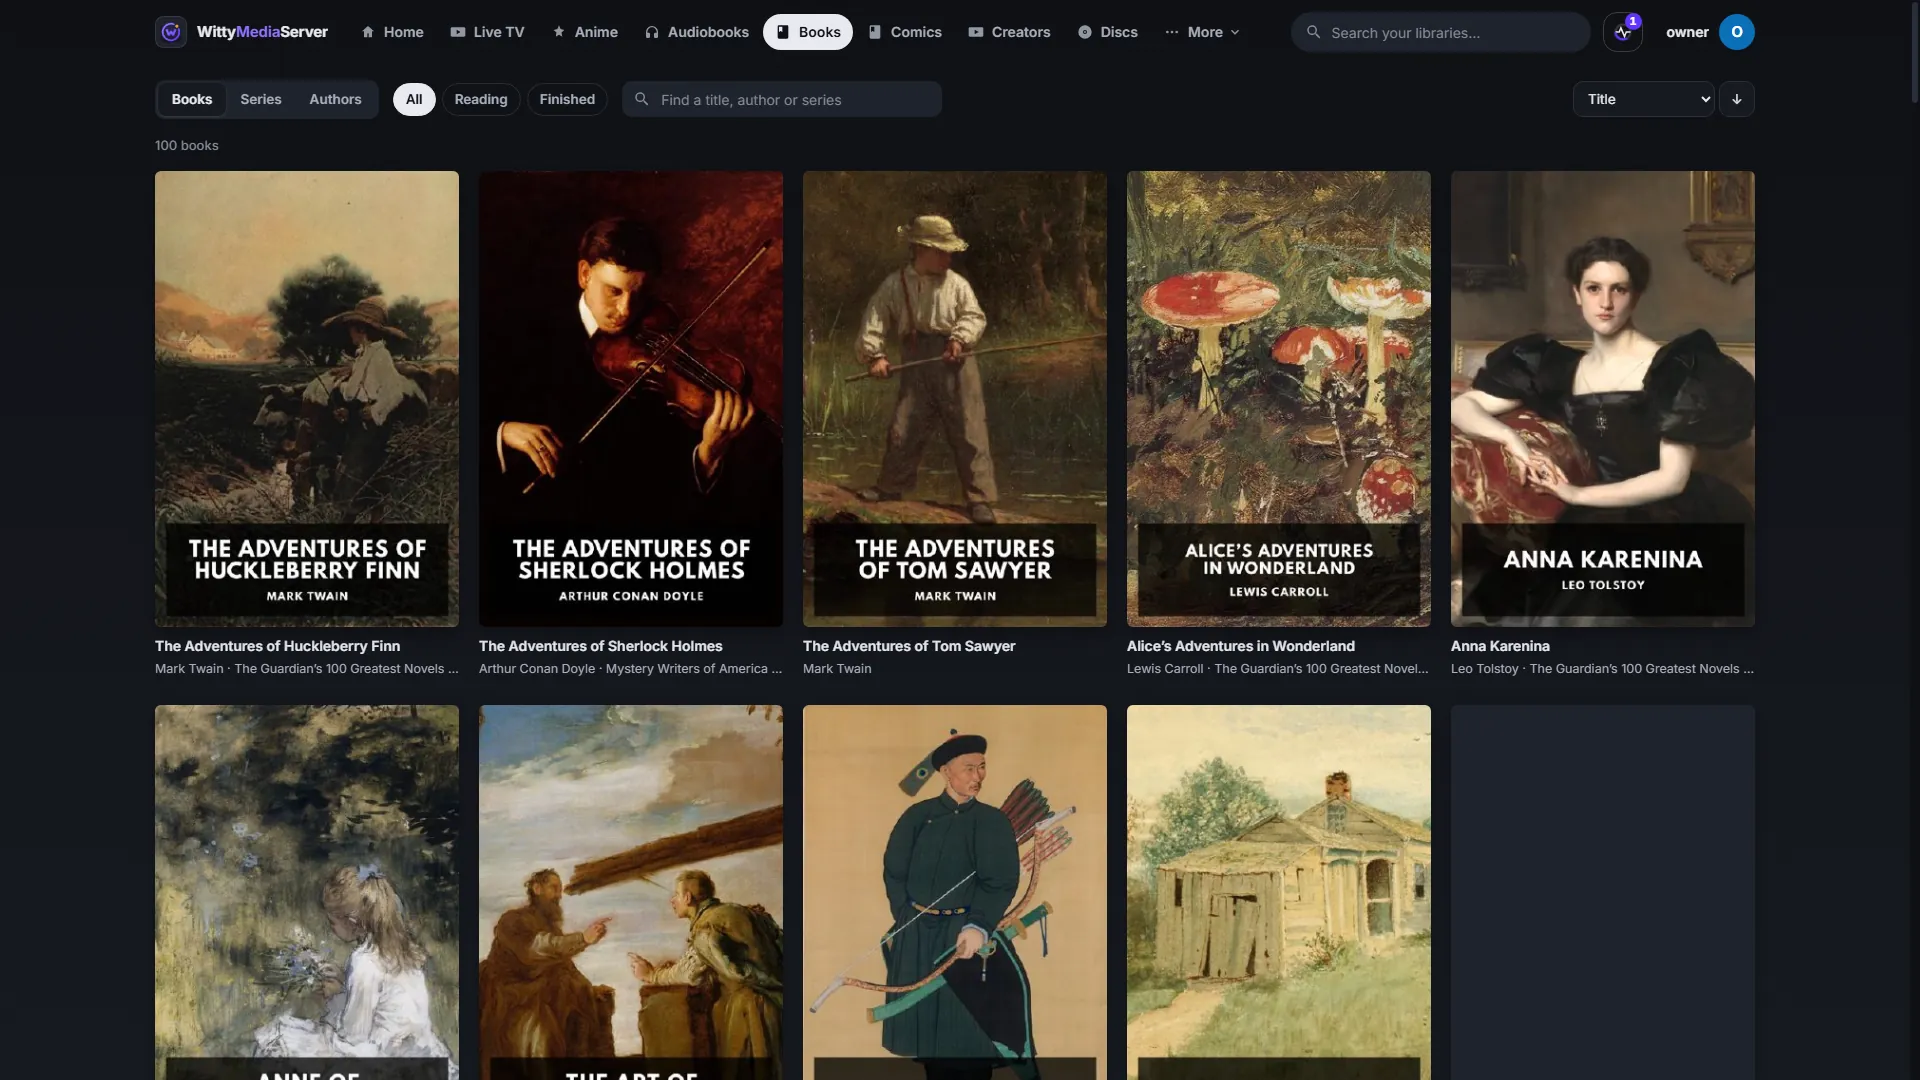 WittyMediaServer
Home
Live TV
Anime
Audiobooks
Books
Comics
Creators
Discs
More
Search your libraries...
1
owner
O
Books
Series
Authors
All
Reading
Finished
Find a title, author or series
Title
100 books
THE ADVENTURES OF
HUCKLEBERRY FINN
MARK TWAIN
THE ADVENTURES OF
SHERLOCK HOLMES
ARTHUR CONAN DOYLE
THE ADVENTURES
OF TOM SAWYER
MARK TWAIN
ALICE’S ADVENTURES
IN WONDERLAND
LEWIS CARROLL
ANNA KARENINA
LEO TOLSTOY
The Adventures of Huckleberry Finn
Mark Twain · The Guardian’s 100 Greatest Novels ...
The Adventures of Sherlock Holmes
Arthur Conan Doyle · Mystery Writers of America ...
The Adventures of Tom Sawyer
Mark Twain
Alice’s Adventures in Wonderland
Lewis Carroll · The Guardian’s 100 Greatest Novel...
Anna Karenina
Leo Tolstoy · The Guardian’s 100 Greatest Novels ...
ANNE OF
THE ART OF